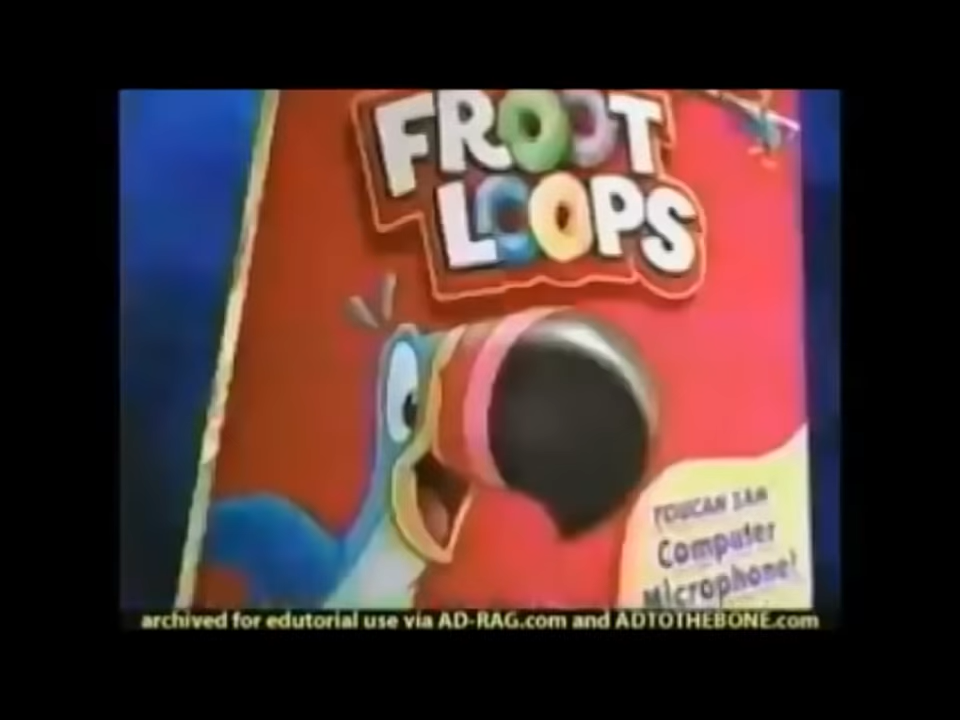 FROOT
LOOPS
TOUCAN SAM
Computer
Microphone!
archived for edutorial use via AD-RAG.com and ADTOTHEBONE.com